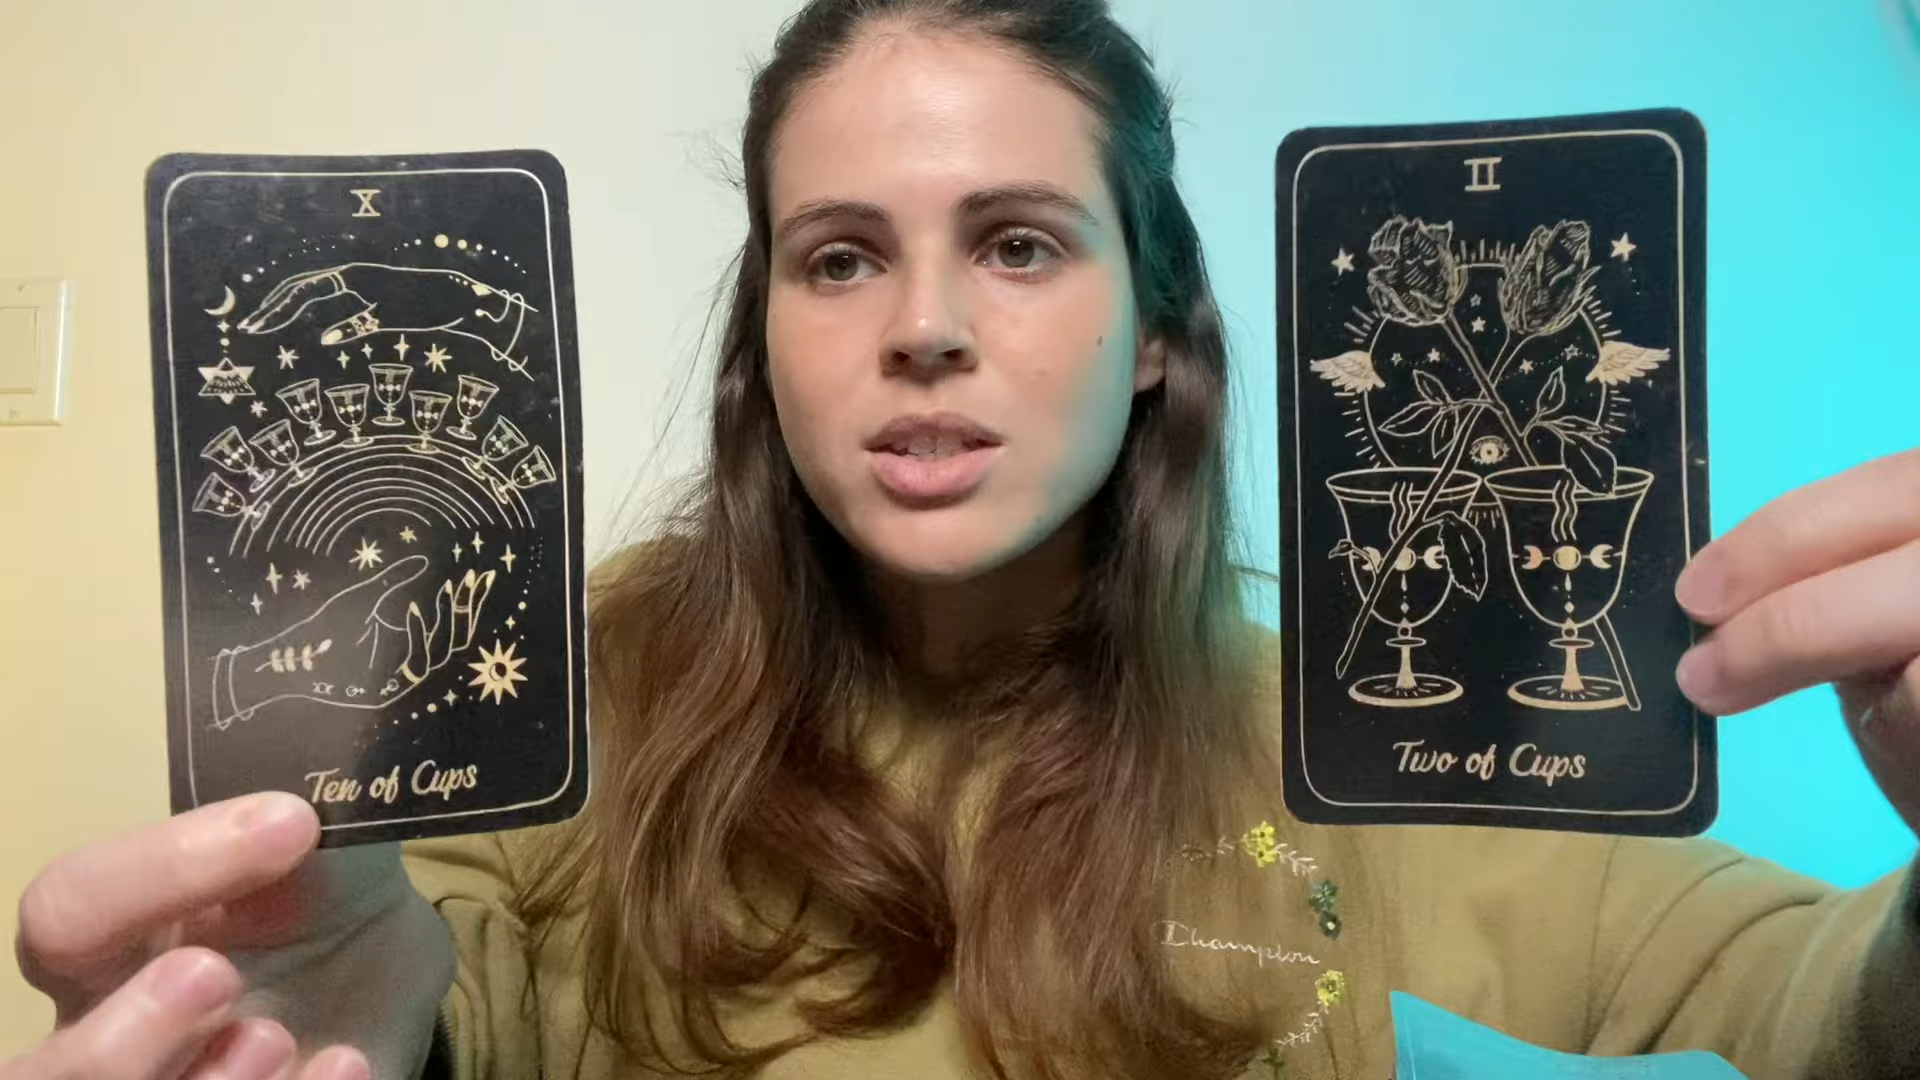 X
Ten of Cups
II
Two of Cups
Champion